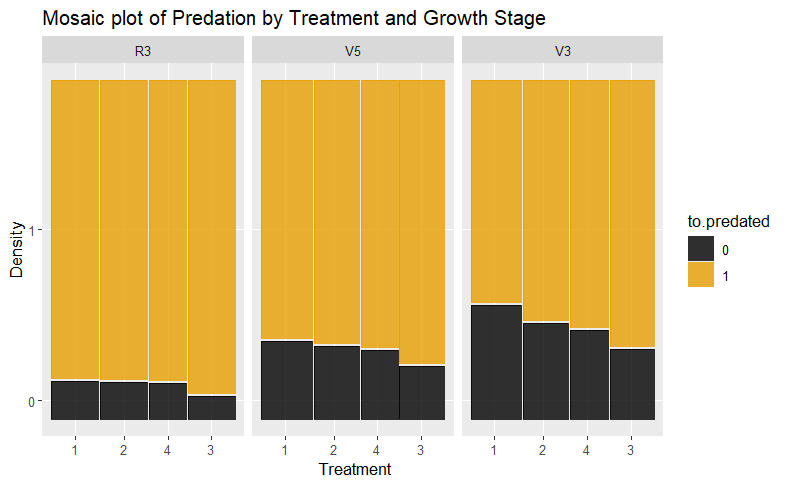 Mosaic plot of Predation by Treatment and Growth Stage
R3 V5 V3
Density
1
0
to.predated
0
1
1 2 4 3 1 2 4 3 1 2 4 3
Treatment